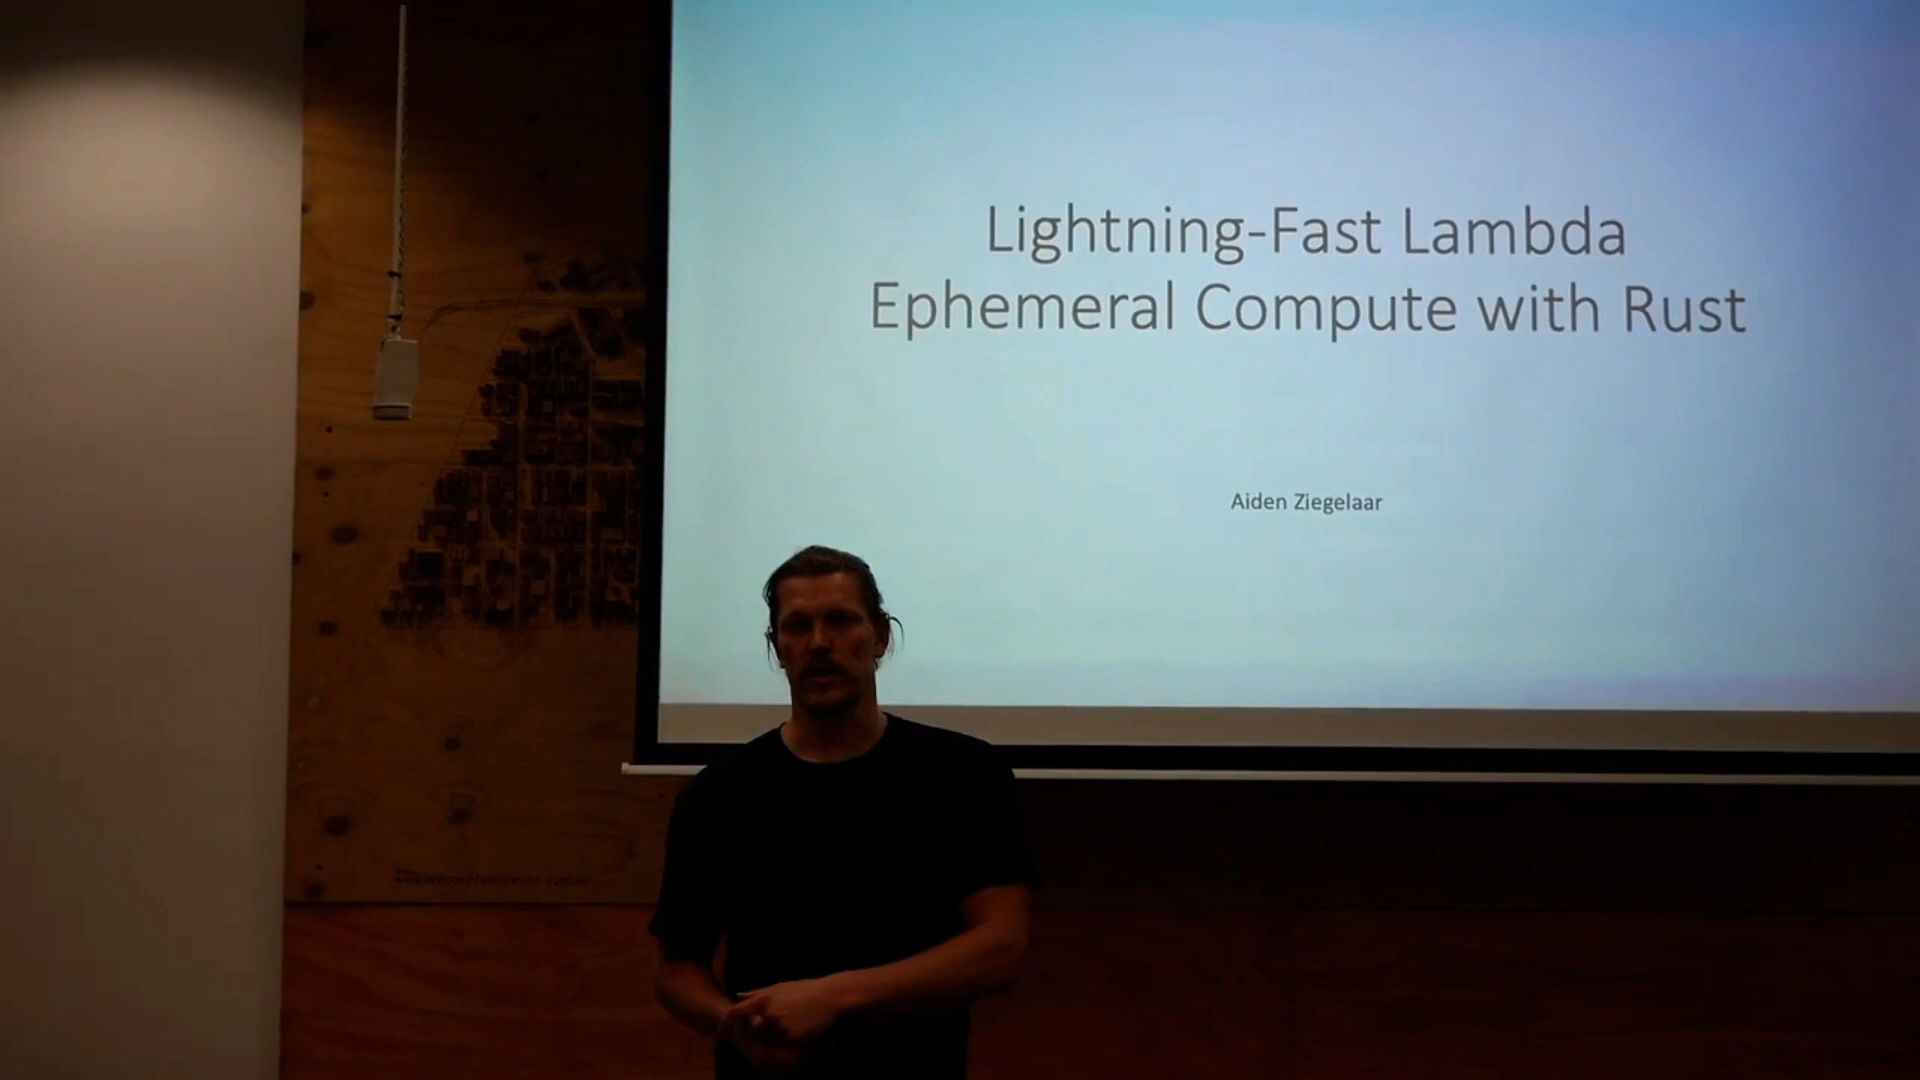 Lightning-Fast Lambda
Ephemeral Compute with Rust
Aiden Ziegelaar